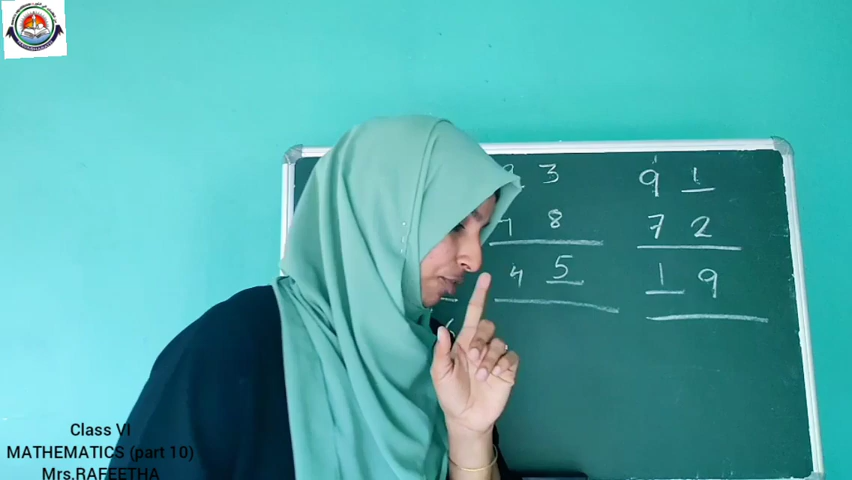 3 9 1
8 7 2
4 5 1 9
Class VI
MATHEMATICS (part 10)
Mrs.RAFEETHA